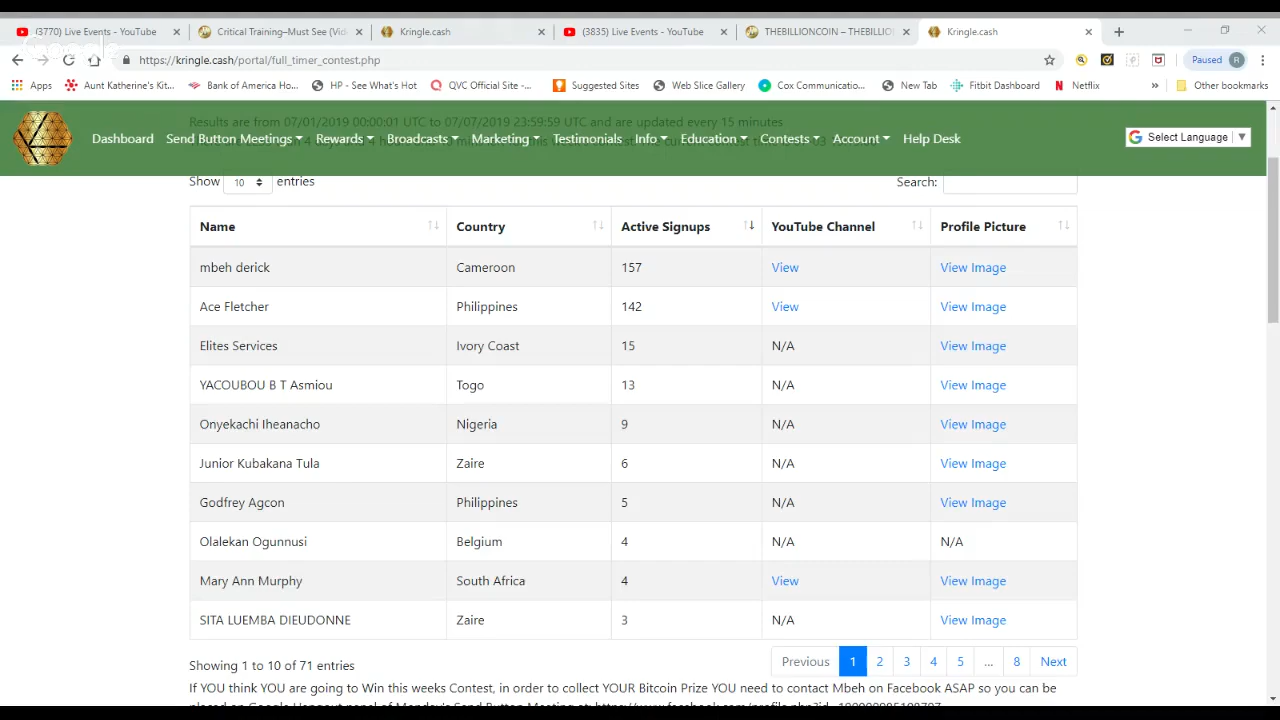 (3770) Live Events - YouTube
Critical Training–Must See (Vid
Kringle.cash
(3835) Live Events - YouTube
THEBILLIONCOIN – THEBILLIO
Kringle.cash
https://kringle.cash/portal/full_timer_contest.php
Paused R
Apps Aunt Katherine's Kit... Bank of America Ho... HP - See What's Hot QVC Official Site -... Suggested Sites Web Slice Gallery Cox Communicatio... New Tab Fitbit Dashboard Netflix » Other bookmarks
Results are from 07/01/2019 00:00:01 UTC to 07/07/2019 23:59:59 UTC and are updated every 15 minutes
Dashboard Send Button Meetings Rewards Broadcasts Marketing Testimonials Info Education Contests Account Help Desk
Select Language
Show 10 entries
Search:
Name Country Active Signups YouTube Channel Profile Picture
mbeh derick Cameroon 157 View View Image
Ace Fletcher Philippines 142 View View Image
Elites Services Ivory Coast 15 N/A View Image
YACOUBOU B T Asmiou Togo 13 N/A View Image
Onyekachi Iheanacho Nigeria 9 N/A View Image
Junior Kubakana Tula Zaire 6 N/A View Image
Godfrey Agcon Philippines 5 N/A View Image
Olalekan Ogunnusi Belgium 4 N/A N/A
Mary Ann Murphy South Africa 4 View View Image
SITA LUEMBA DIEUDONNE Zaire 3 N/A View Image
Showing 1 to 10 of 71 entries
Previous 1 2 3 4 5 ... 8 Next
If YOU think YOU are going to Win this weeks Contest, in order to collect YOUR Bitcoin Prize YOU need to contact Mbeh on Facebook ASAP so you can be